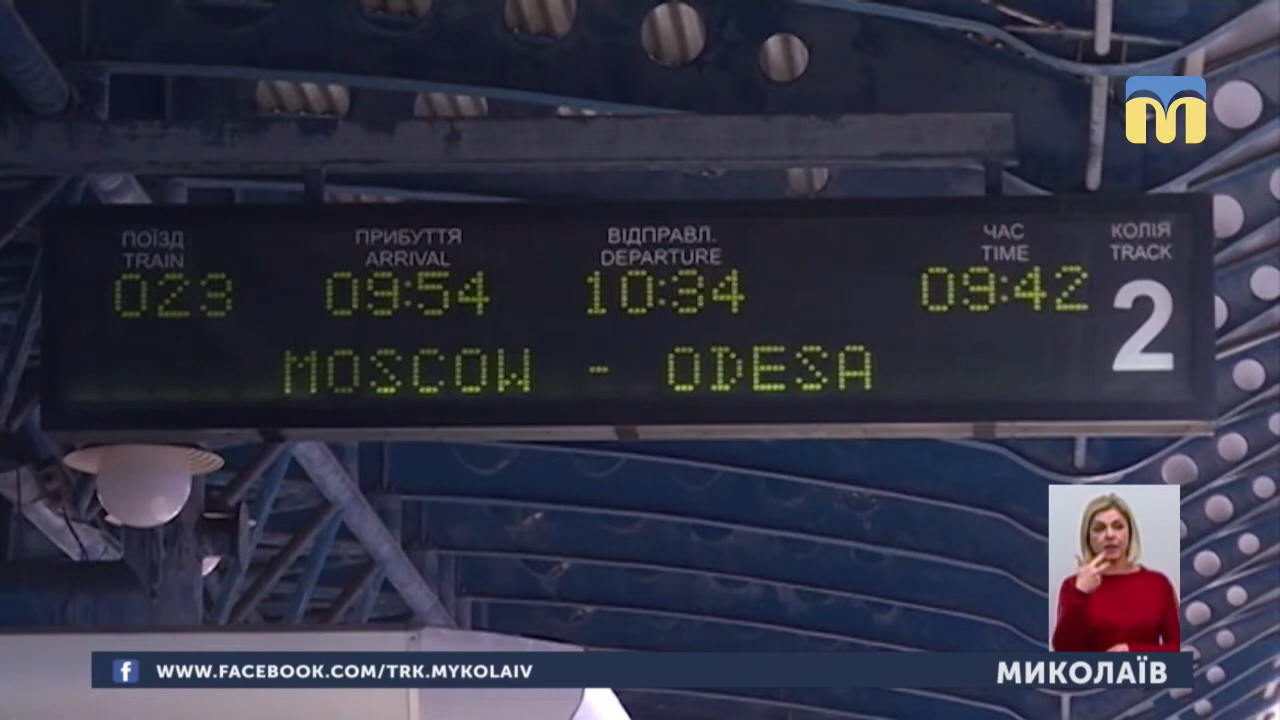 ПОЇЗД ПРИБУТТЯ ВІДПРАВЛ. ЧАС КОЛІЯ
TRAIN ARRIVAL DEPARTURE TIME TRACK
023 09:54 10:34 09:42 2
MOSCOW - ODESA
WWW.FACEBOOK.COM/TRK.MYKOLAIV МИКОЛАЇВ